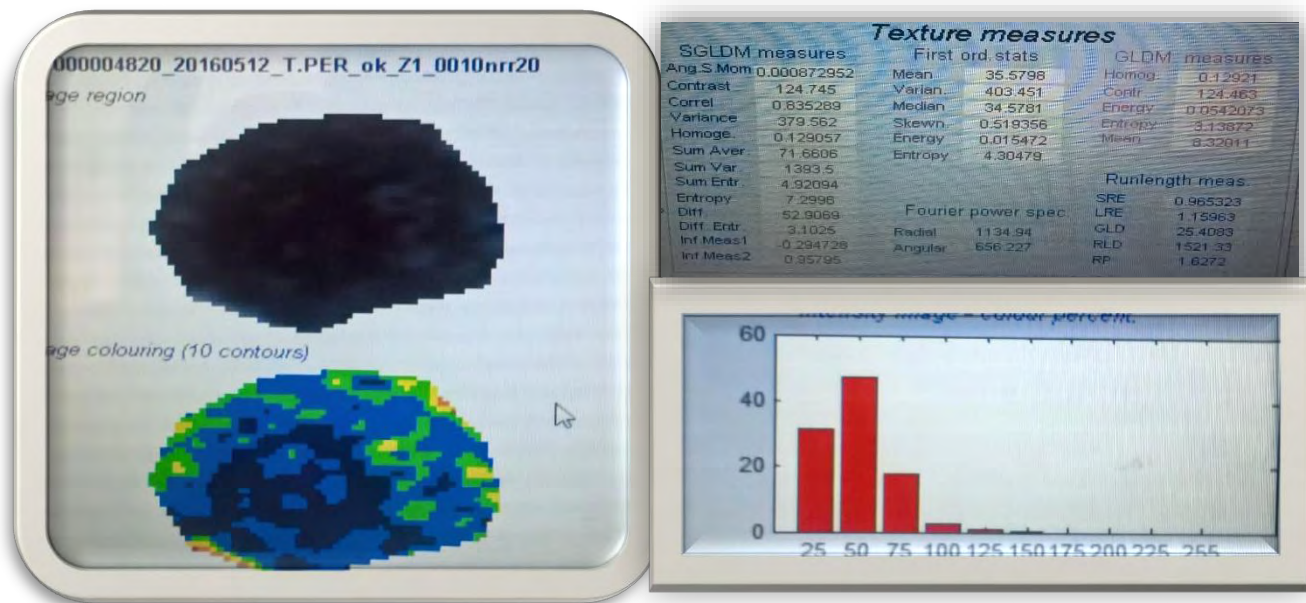 000004820_20160512_T.PER_ok_Z1_0010nrr20
age region
age colouring (10 contours)
Texture measures
SGLDM measures
Ang.S.Mom 0.000872952
Contrast 124.745
Correl 0.835289
Variance 379.562
Homoge. 0.129057
Sum Aver. 71.6606
Sum Var. 1393.5
Sum Entr. 4.92094
Entropy 7.2996
Diff. 52.9069
Diff. Entr. 3.1025
Inf Meas1 -0.294728
Inf Meas2 0.95795
First ord. stats
Mean 35.5798
Varian. 403.451
Median 34.5781
Skewn. 0.519356
Energy 0.015472
Entropy 4.30479
Fourier power spec.
Radial 1134.94
Angular 656.227
GLDM measures
Homog. 0.12921
Contr. 124.463
Energy 0.0542073
Entropy 3.13872
Mean 8.32011
Runlength meas.
SRE 0.965323
LRE 1.15963
GLD 25.4083
RLD 1521.33
RP 1.6272
Intensity image - colour percent.
60
40
20
0
25 50 75 100 125 150 175 200 225 255